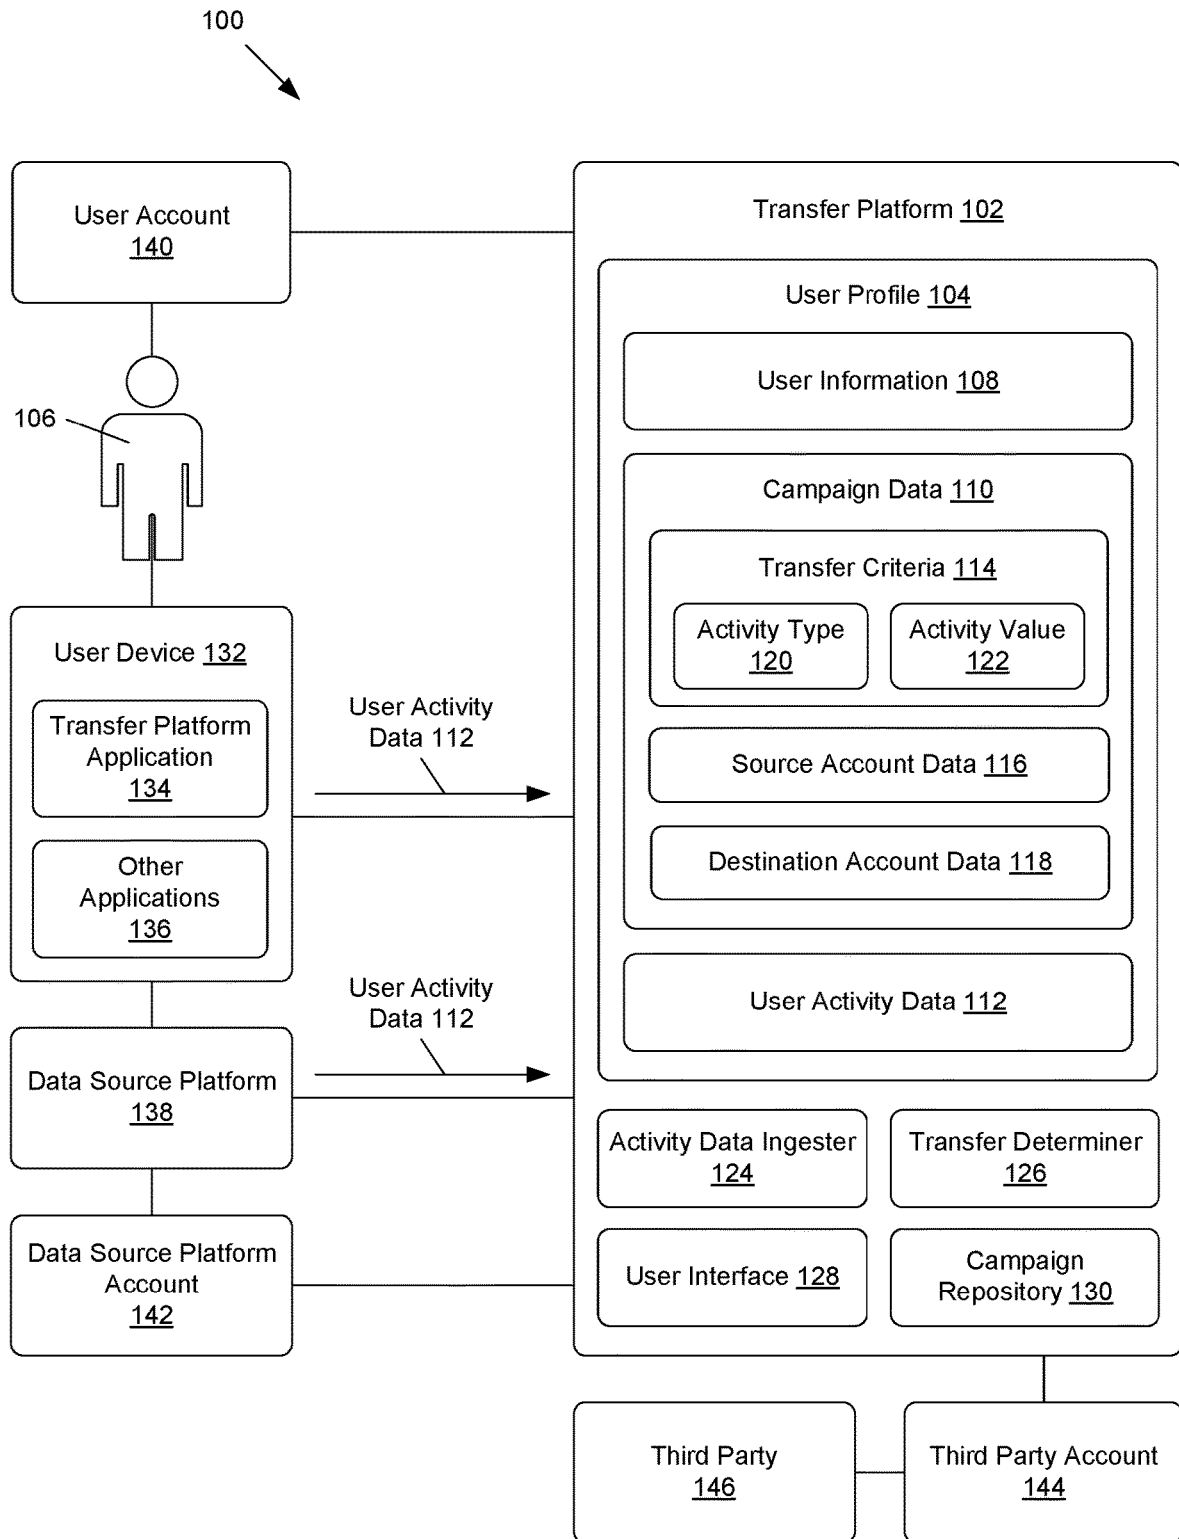 100
User Account
140
106
User Device 132
Transfer Platform
Application
134
Other
Applications
136
Data Source Platform
138
Data Source Platform
Account
142
User Activity
Data 112
User Activity
Data 112
Transfer Platform 102
User Profile 104
User Information 108
Campaign Data 110
Transfer Criteria 114
Activity Type
120
Activity Value
122
Source Account Data 116
Destination Account Data 118
User Activity Data 112
Activity Data Ingester
124
Transfer Determiner
126
User Interface 128
Campaign
Repository 130
Third Party
146
Third Party Account
144